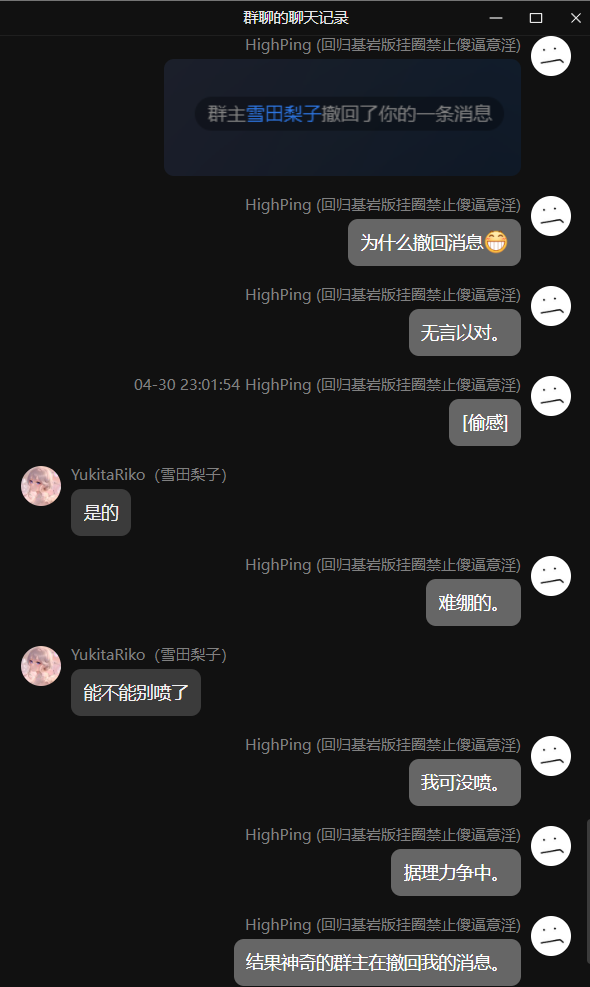 群聊的聊天记录
HighPing (回归基岩版挂圈禁止傻逼意淫)
群主雪田梨子撤回了你的一条消息
HighPing (回归基岩版挂圈禁止傻逼意淫)
为什么撤回消息😁
HighPing (回归基岩版挂圈禁止傻逼意淫)
无言以对。
04-30 23:01:54 HighPing (回归基岩版挂圈禁止傻逼意淫)
[偷感]
YukitaRiko（雪田梨子）
是的
HighPing (回归基岩版挂圈禁止傻逼意淫)
难绷的。
YukitaRiko（雪田梨子）
能不能别喷了
HighPing (回归基岩版挂圈禁止傻逼意淫)
我可没喷。
HighPing (回归基岩版挂圈禁止傻逼意淫)
据理力争中。
HighPing (回归基岩版挂圈禁止傻逼意淫)
结果神奇的群主在撤回我的消息。